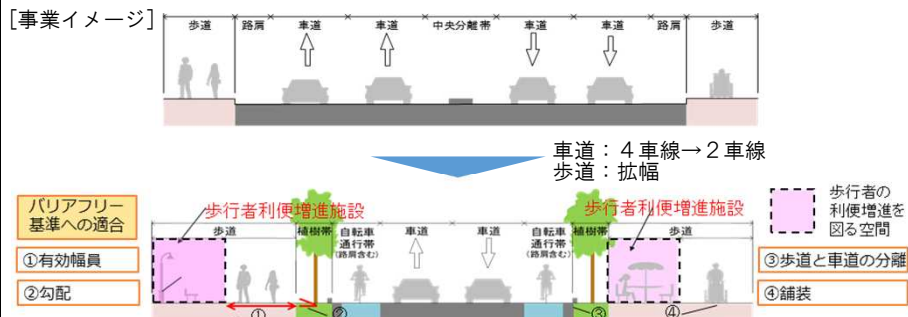 [事業イメージ]
歩道 路肩 車道 車道 中央分離帯 車道 車道 路肩 歩道
車道：４車線→２車線
歩道：拡幅
バリアフリー
基準への適合
①有効幅員
②勾配
歩行者利便増進施設
歩行者利便増進施設
歩道 植樹帯 自転車 車道 車道 自転車 植樹帯 歩道
通行帯 通行帯
(路肩含む) (路肩含む)
① ② ③ ④
歩行者の
利便増進を
図る空間
③歩道と車道の分離
④舗装